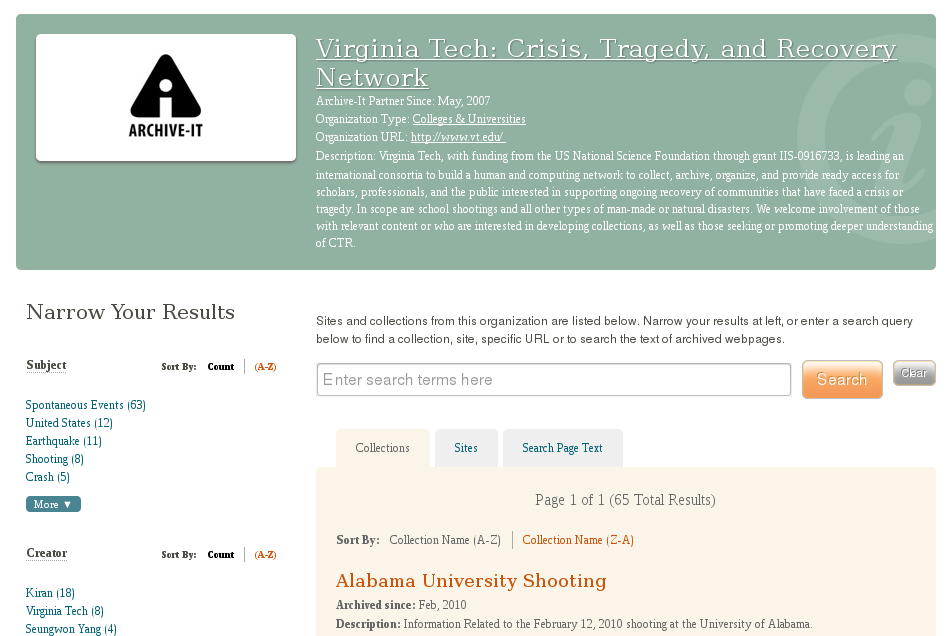 ARCHIVE-IT
Virginia Tech: Crisis, Tragedy, and Recovery
Network
Archive-It Partner Since: May, 2007
Organization Type: Colleges & Universities
Organization URL: http://www.vt.edu/
Description: Virginia Tech, with funding from the US National Science Foundation through grant IIS-0916733, is leading an
international consortia to build a human and computing network to collect, archive, organize, and provide ready access for
scholars, professionals, and the public interested in supporting ongoing recovery of communities that have faced a crisis or
tragedy. In scope are school shootings and all other types of man-made or natural disasters. We welcome involvement of those
with relevant content or who are interested in developing collections, as well as those seeking or promoting deeper understanding
of CTR.
Narrow Your Results
Subject Sort By: Count (A-Z)
Spontaneous Events (63)
United States (12)
Earthquake (11)
Shooting (8)
Crash (5)
More ▼
Creator Sort By: Count (A-Z)
Kiran (18)
Virginia Tech (8)
Seungwon Yang (4)
Sites and collections from this organization are listed below. Narrow your results at left, or enter a search query
below to find a collection, site, specific URL or to search the text of archived webpages.
Enter search terms here Search Clear
Collections Sites Search Page Text
Page 1 of 1 (65 Total Results)
Sort By: Collection Name (A-Z) Collection Name (Z-A)
Alabama University Shooting
Archived since: Feb, 2010
Description: Information Related to the February 12, 2010 shooting at the University of Alabama.